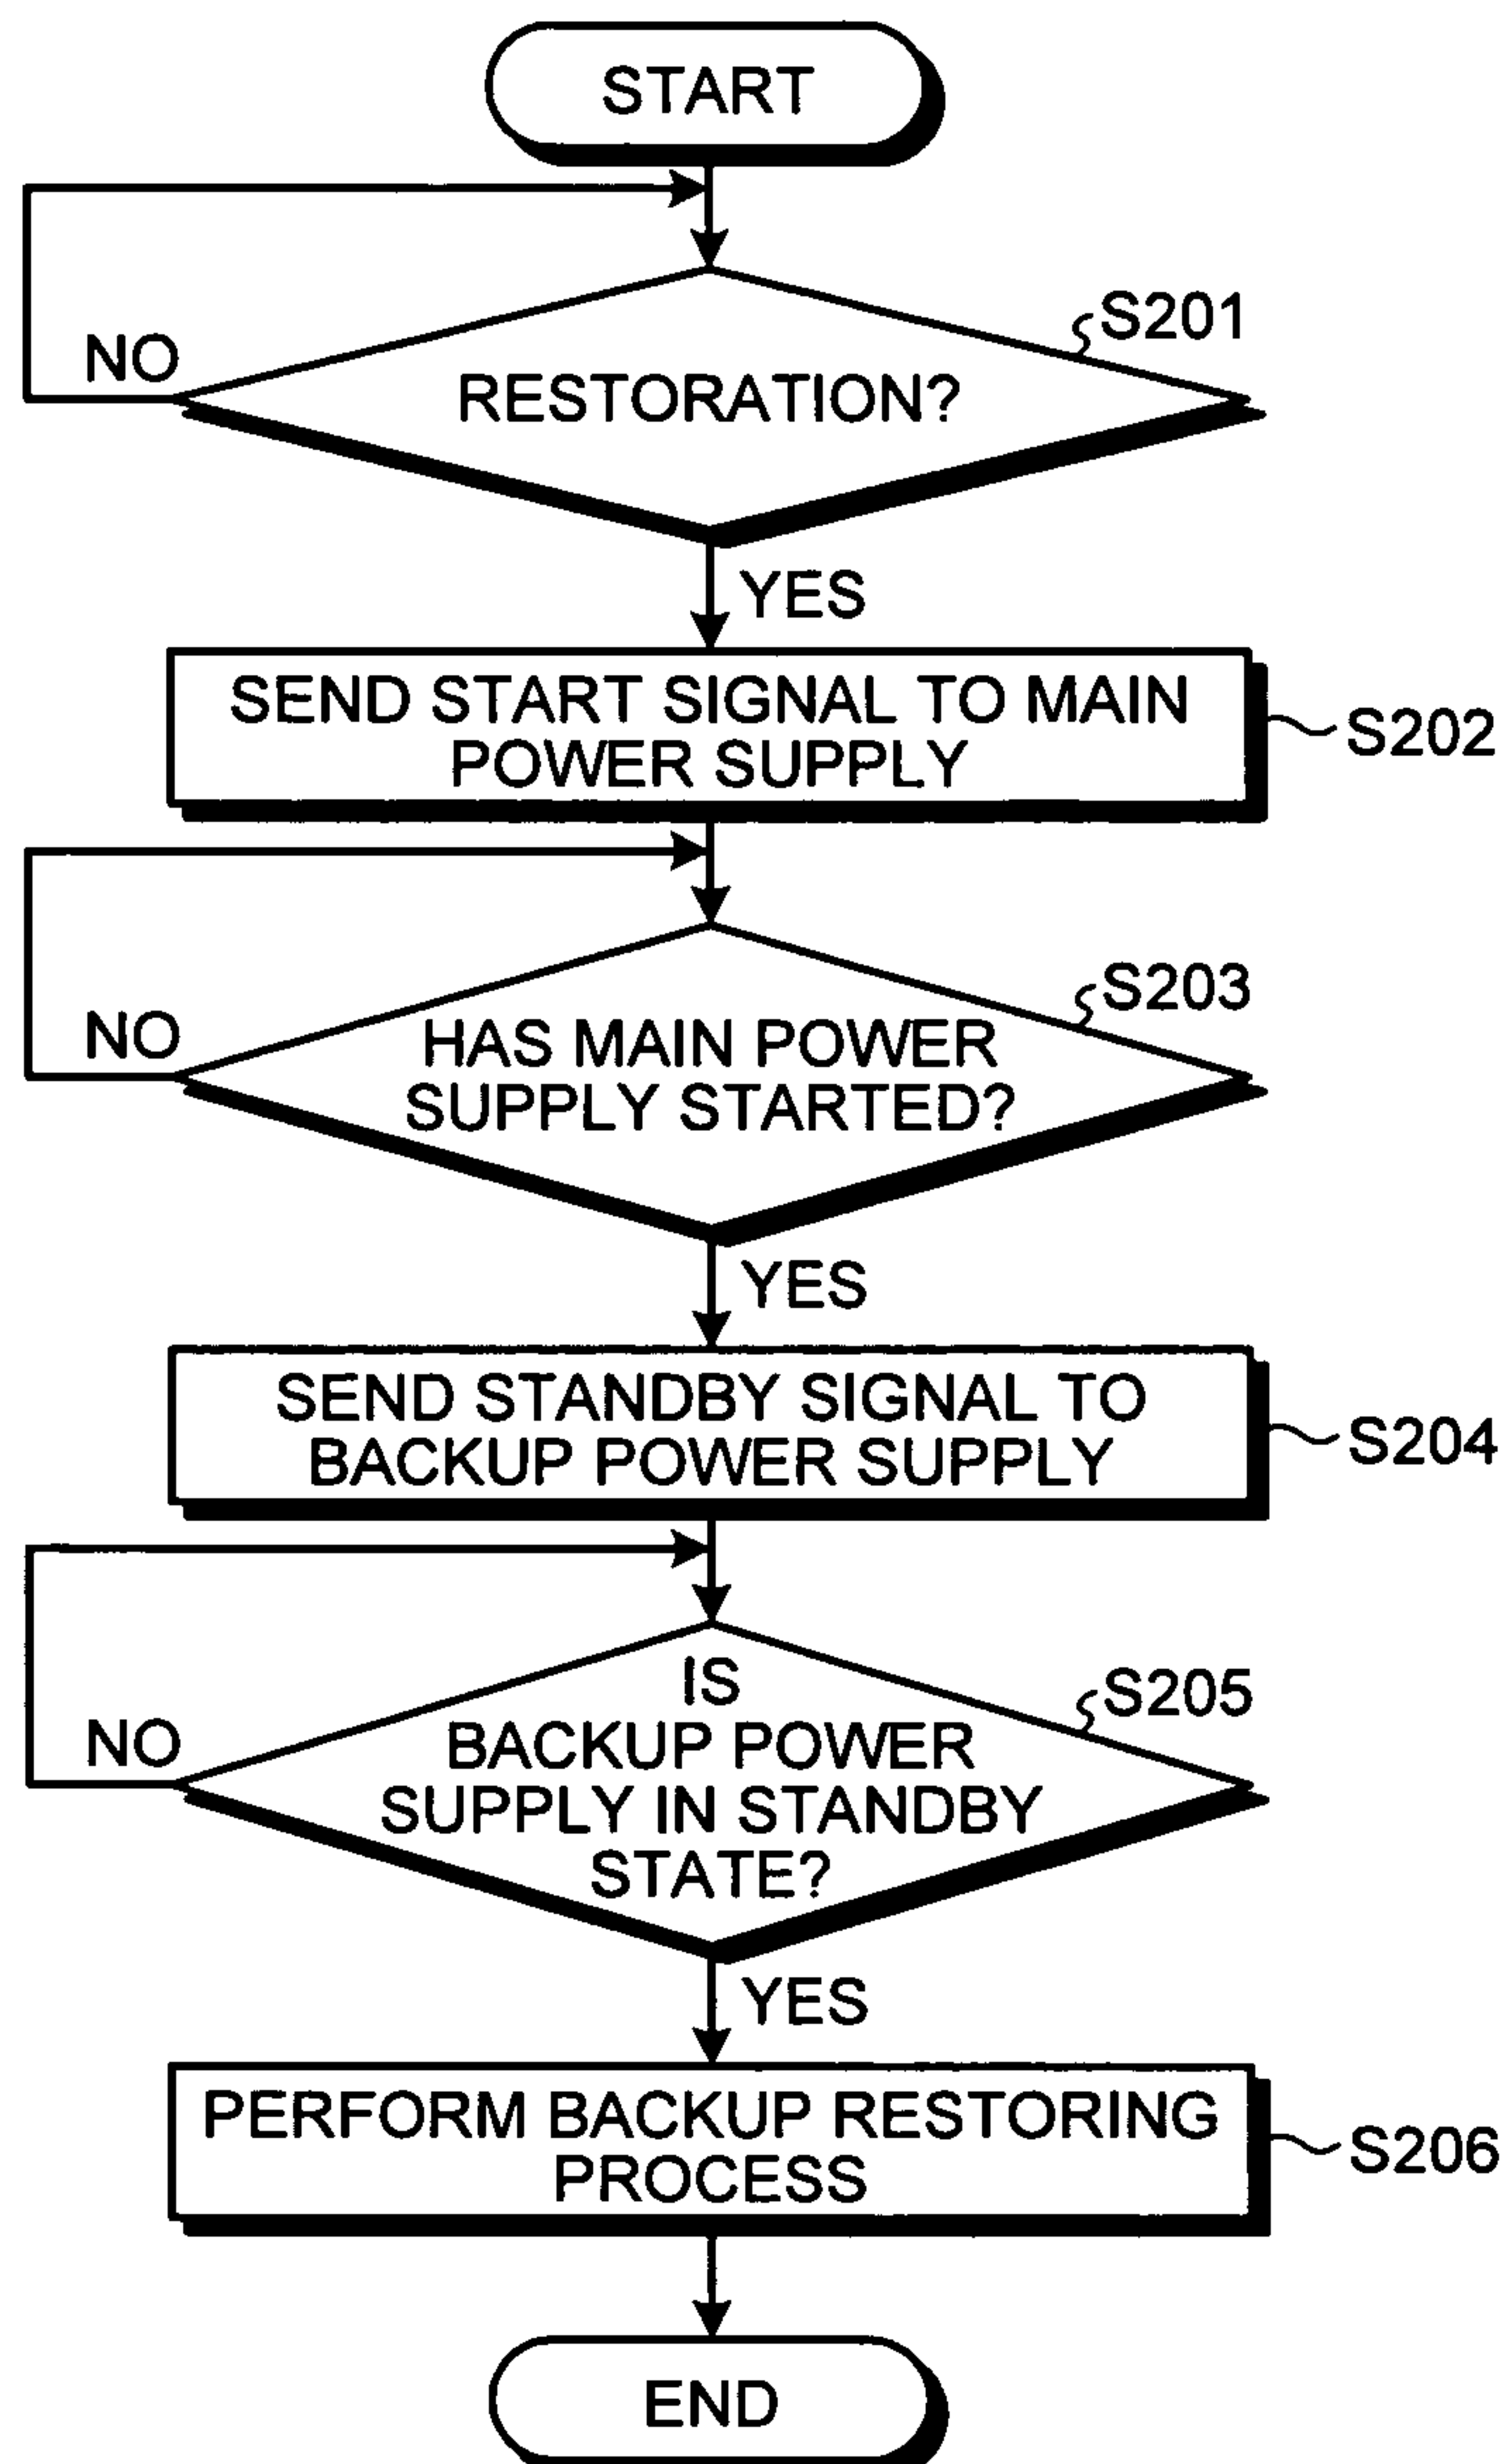 START
S201
NO
RESTORATION?
YES
SEND START SIGNAL TO MAIN
POWER SUPPLY
S202
S203
NO
HAS MAIN POWER
SUPPLY STARTED?
YES
SEND STANDBY SIGNAL TO
BACKUP POWER SUPPLY
S204
IS
S205
NO
BACKUP POWER
SUPPLY IN STANDBY
STATE?
YES
PERFORM BACKUP RESTORING
PROCESS
S206
END